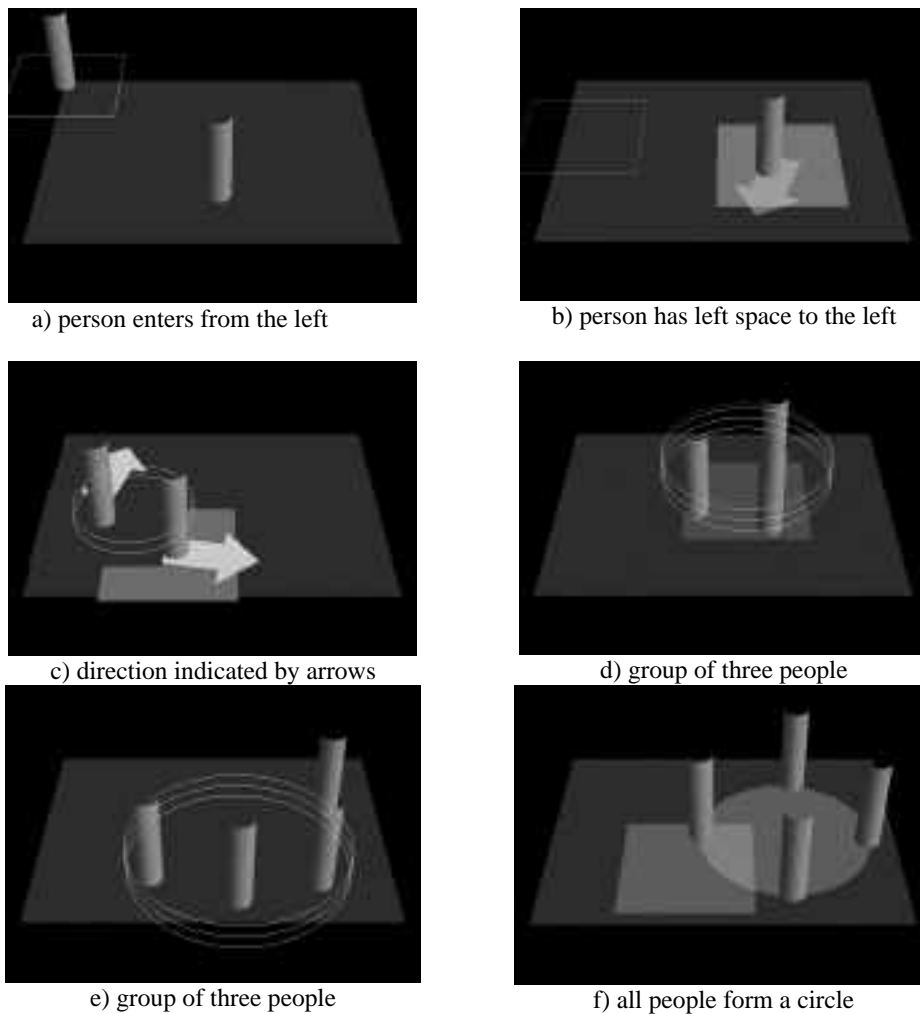 a) person enters from the left
b) person has left space to the left
c) direction indicated by arrows
d) group of three people
e) group of three people
f) all people form a circle